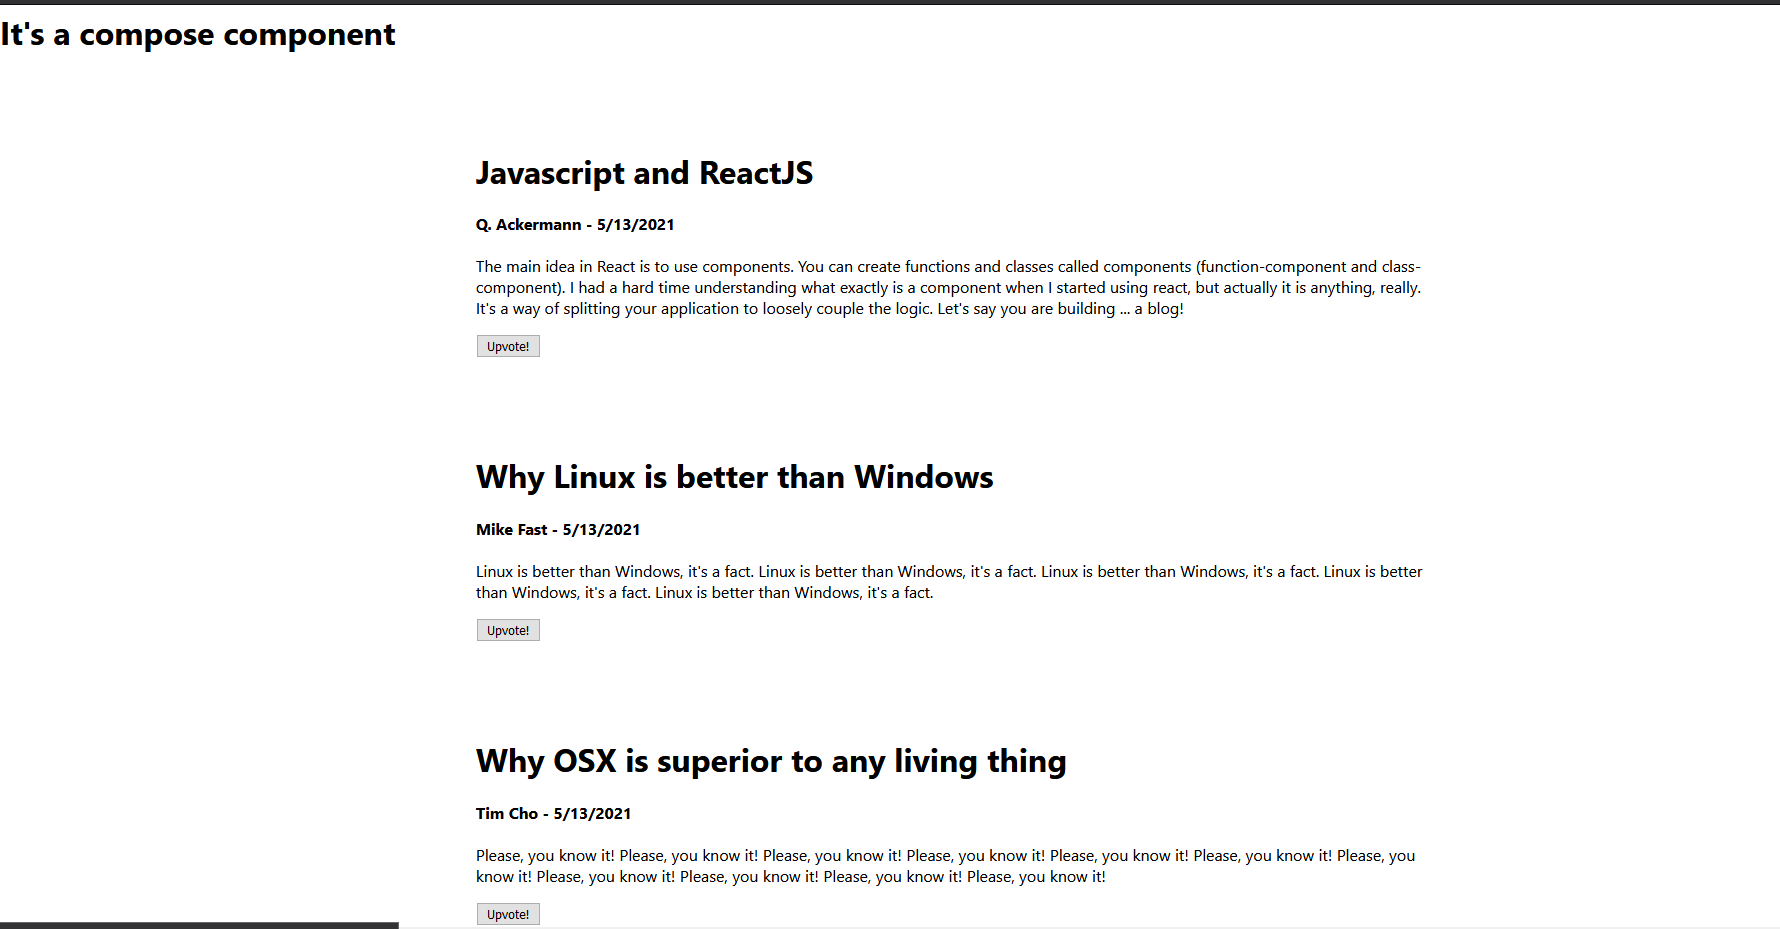 It's a compose component
Javascript and ReactJS
Q. Ackermann - 5/13/2021
The main idea in React is to use components. You can create functions and classes called components (function-component and class-
component). I had a hard time understanding what exactly is a component when I started using react, but actually it is anything, really.
It's a way of splitting your application to loosely couple the logic. Let's say you are building ... a blog!
Upvote!
Why Linux is better than Windows
Mike Fast - 5/13/2021
Linux is better than Windows, it's a fact. Linux is better than Windows, it's a fact. Linux is better than Windows, it's a fact. Linux is better
than Windows, it's a fact. Linux is better than Windows, it's a fact.
Upvote!
Why OSX is superior to any living thing
Tim Cho - 5/13/2021
Please, you know it! Please, you know it! Please, you know it! Please, you know it! Please, you know it! Please, you know it! Please, you
know it! Please, you know it! Please, you know it! Please, you know it! Please, you know it!
Upvote!